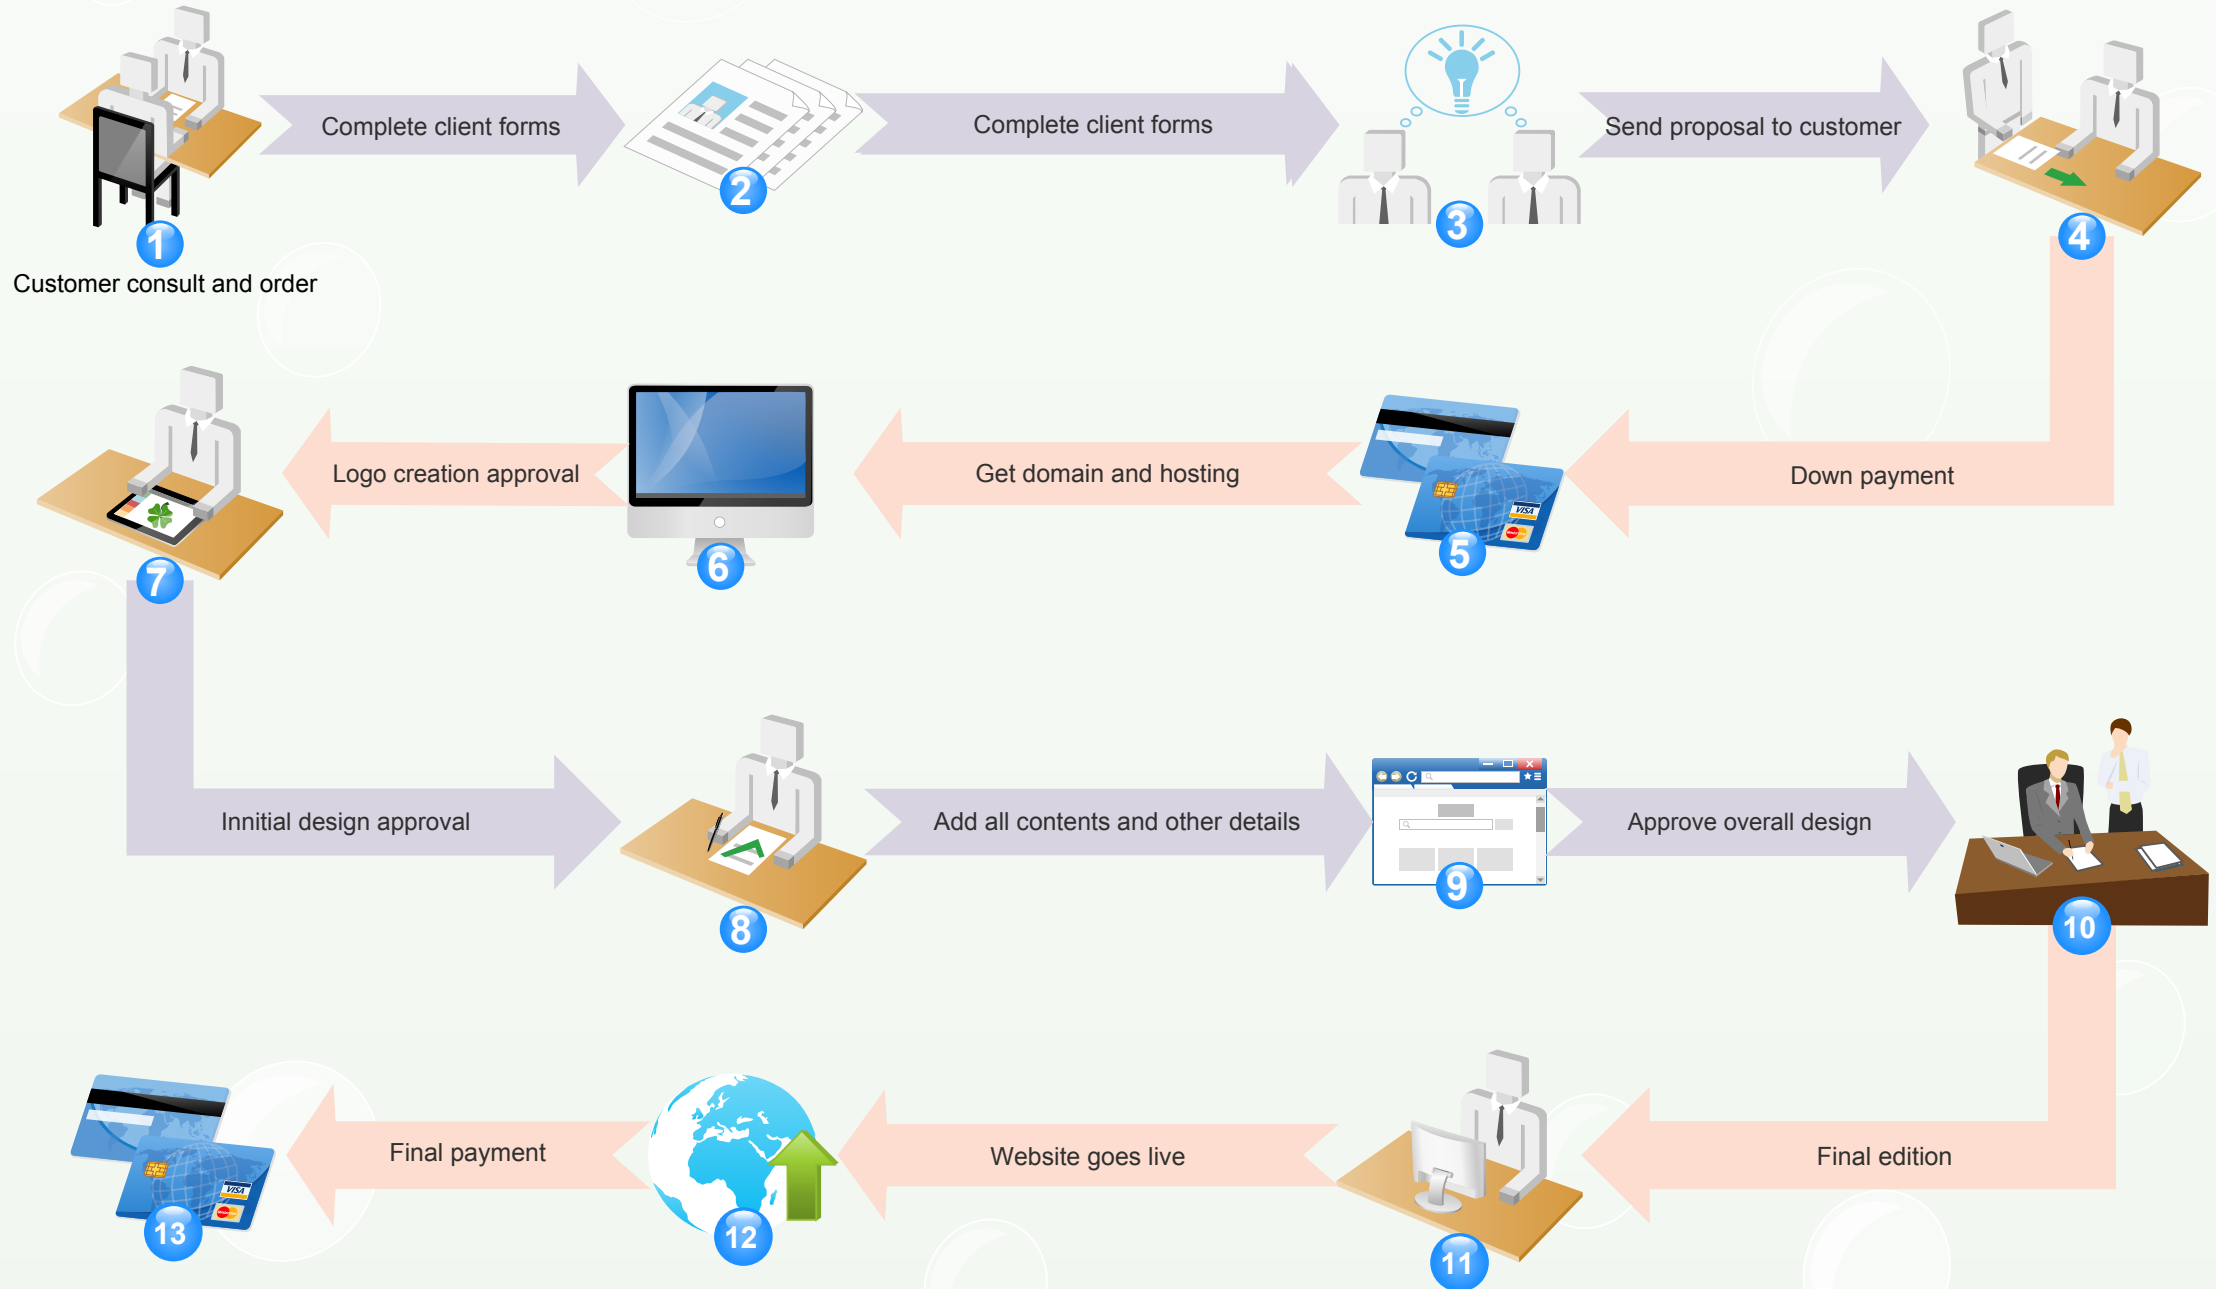 Complete client forms
Complete client forms
Send proposal to customer
2
3
4
1
Customer consult and order
Logo creation approval
Get domain and hosting
Down payment
VISA
5
6
7
Innitial design approval
Add all contents and other details
Approve overall design
9
8
10
Final payment
Website goes live
Final edition
VISA
13
12
11